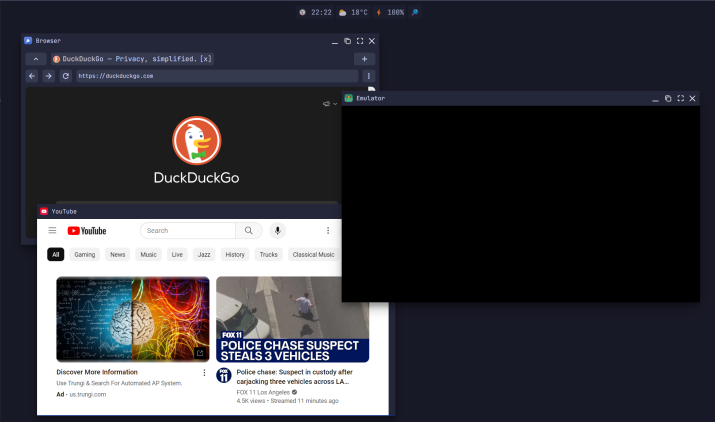 22:22 18°C 100%
Browser
DuckDuckGo — Privacy, simplified. [x]
https://duckduckgo.com
DuckDuckGo
Emulator
YouTube
YouTube
Search
All Gaming News Music Live Jazz History Trucks Classical Music
FOX 11
POLICE CHASE SUSPECT
STEALS 3 VEHICLES
Discover More Information
Use Trungi & Search For Automated AP System.
Ad · us.trungi.com
FOX
11
Police chase: Suspect in custody after
carjacking three vehicles across LA...
FOX 11 Los Angeles
4.5K views · Streamed 11 minutes ago